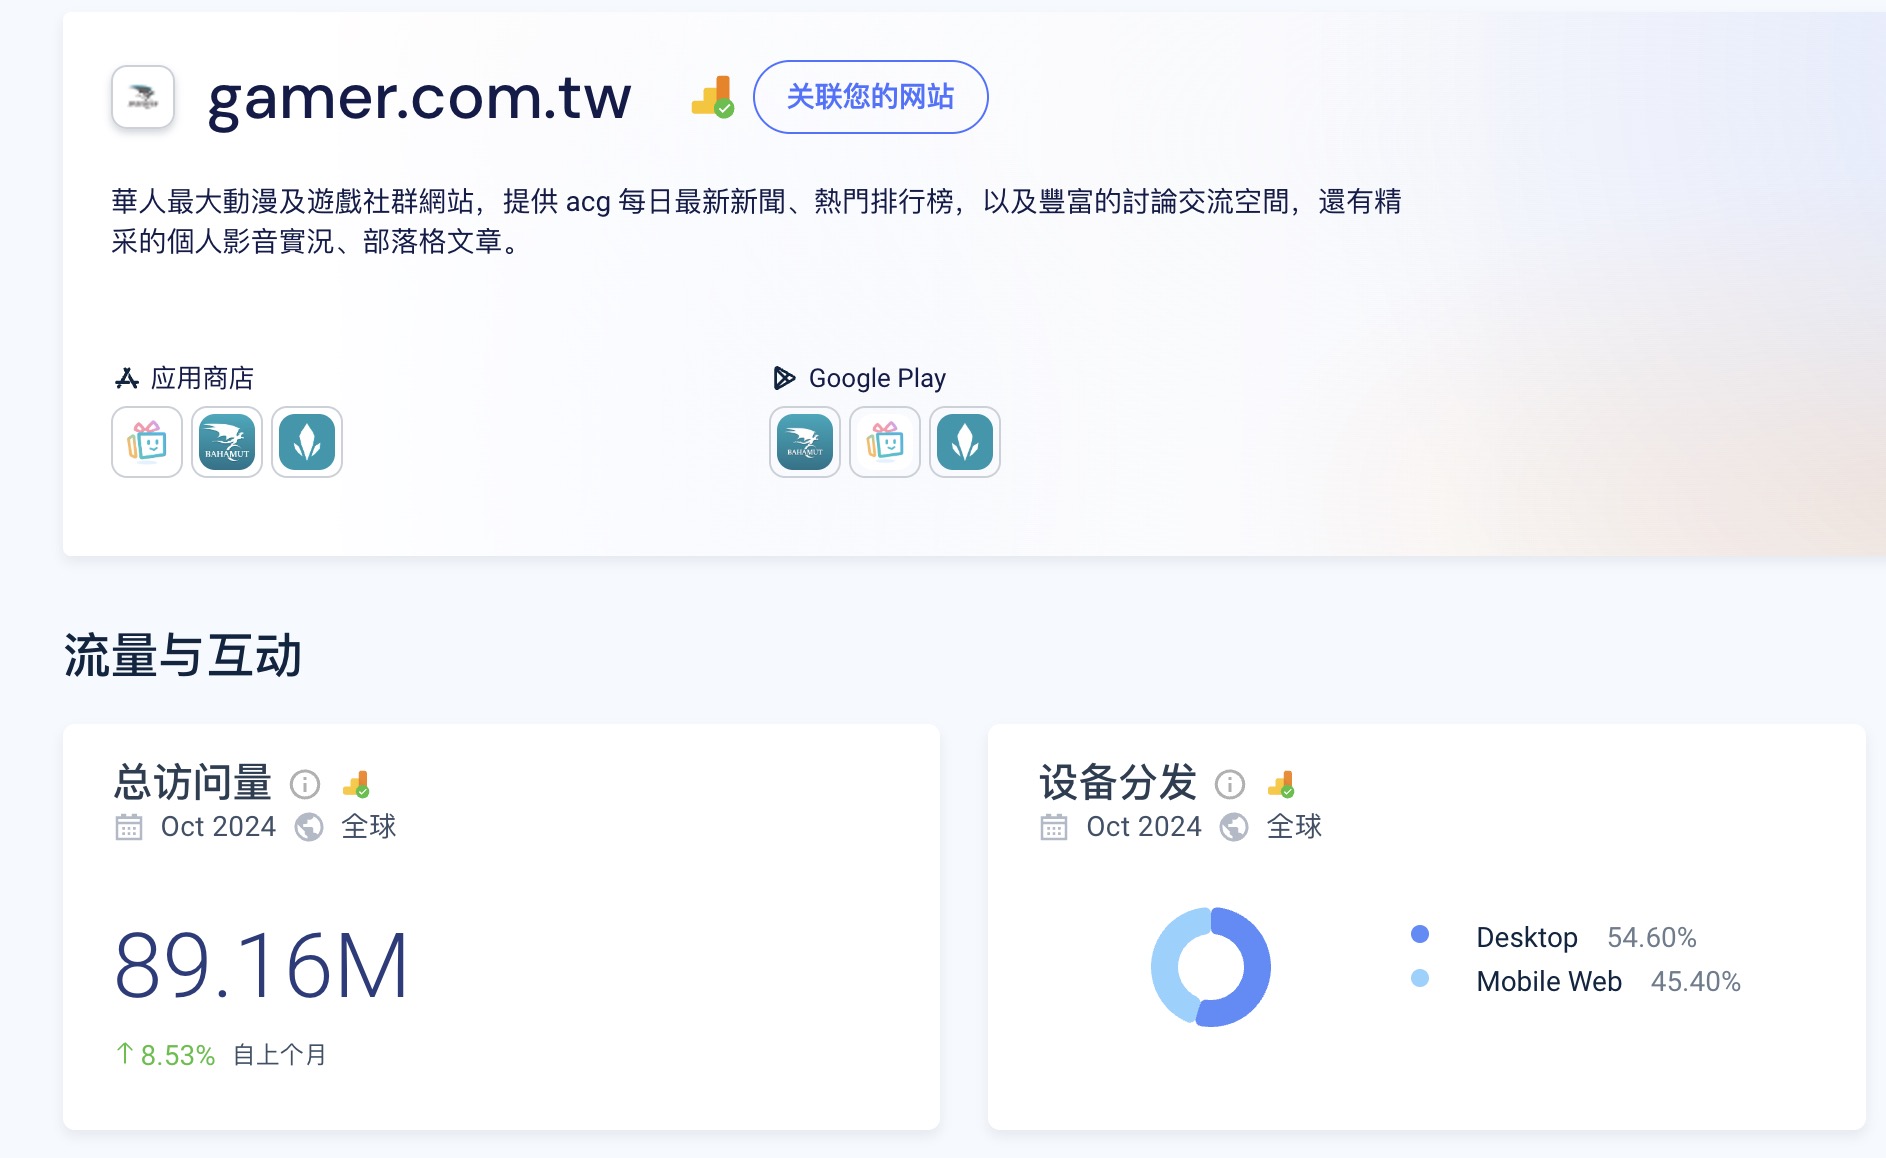 gamer.com.tw
关联您的网站
華人最大動漫及遊戲社群網站，提供 acg 每日最新新聞、熱門排行榜，以及豐富的討論交流空間，還有精
采的個人影音實況、部落格文章。
应用商店
BAHAMUT
Google Play
BAHAMUT
流量与互动
总访问量
Oct 2024 全球
89.16M
↑ 8.53% 自上个月
设备分发
Oct 2024 全球
Desktop 54.60%
Mobile Web 45.40%